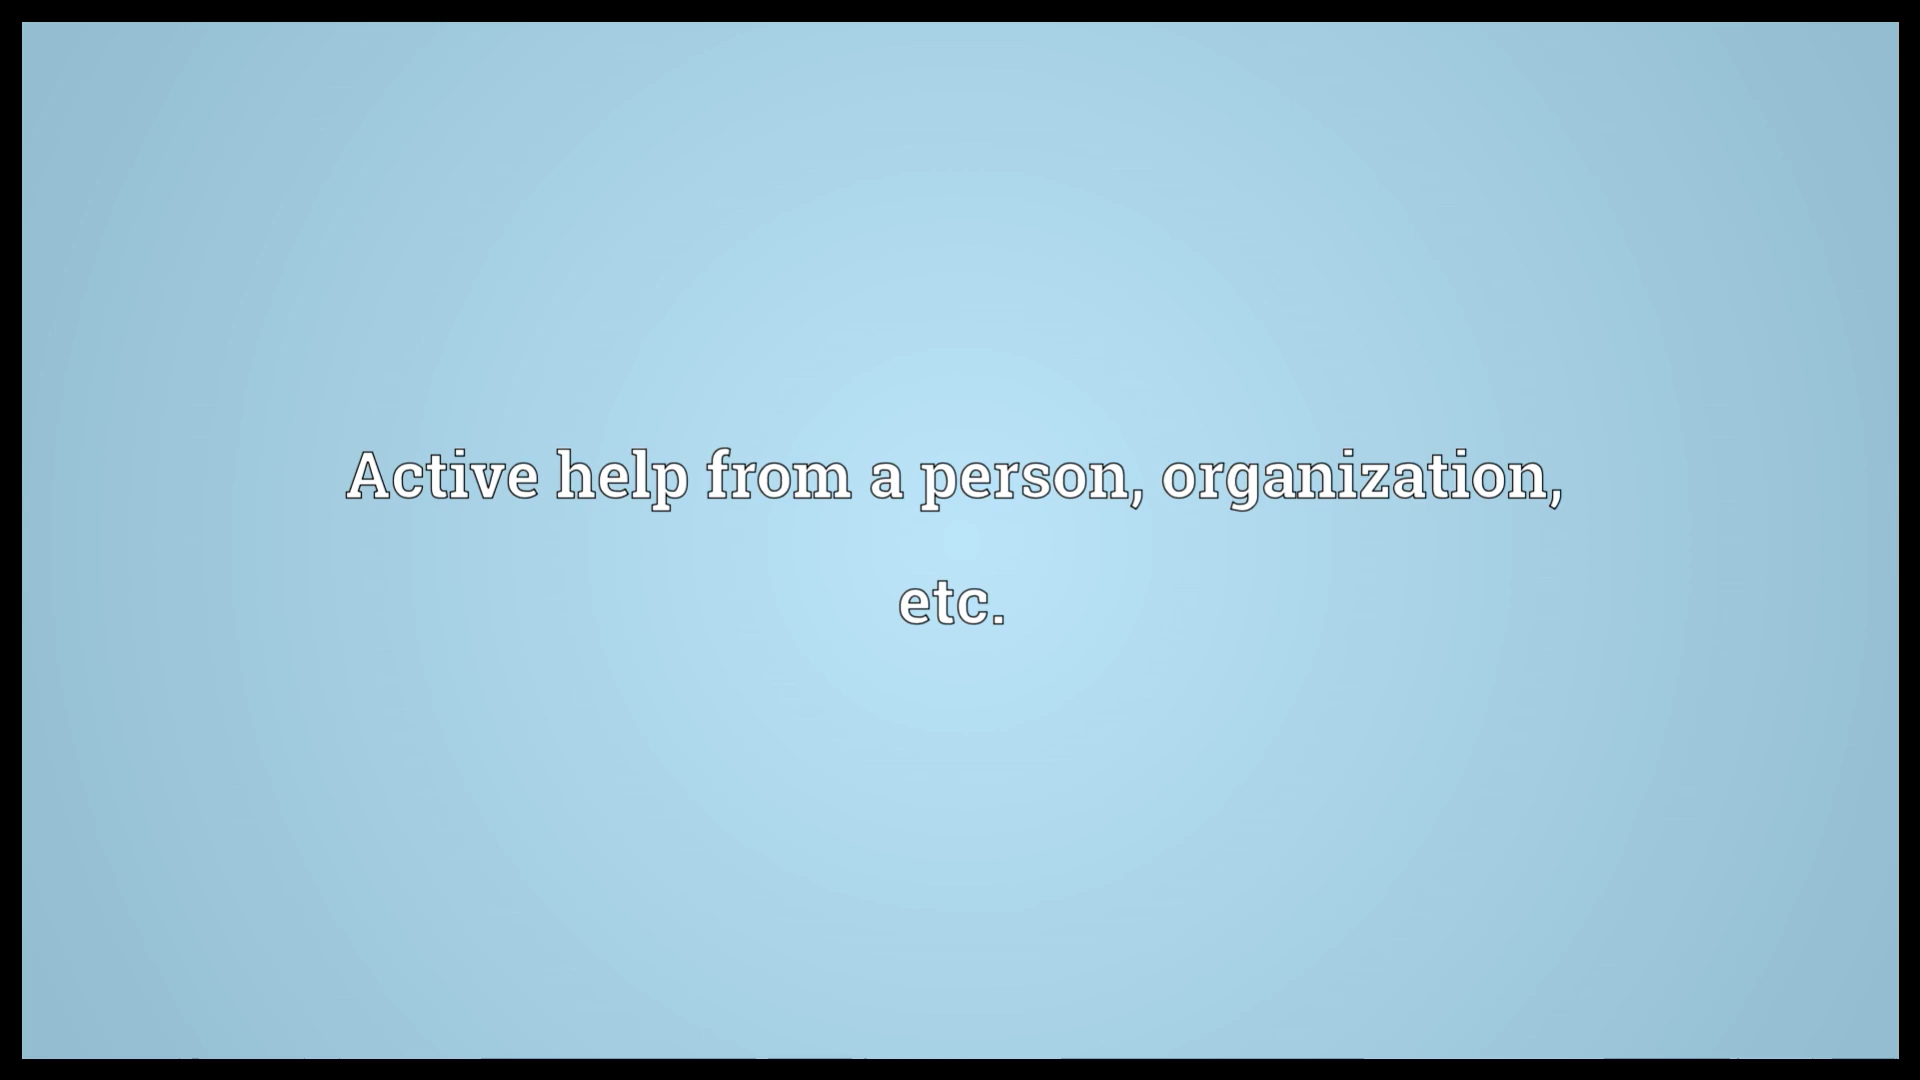 Active help from a person, organization,
etc.